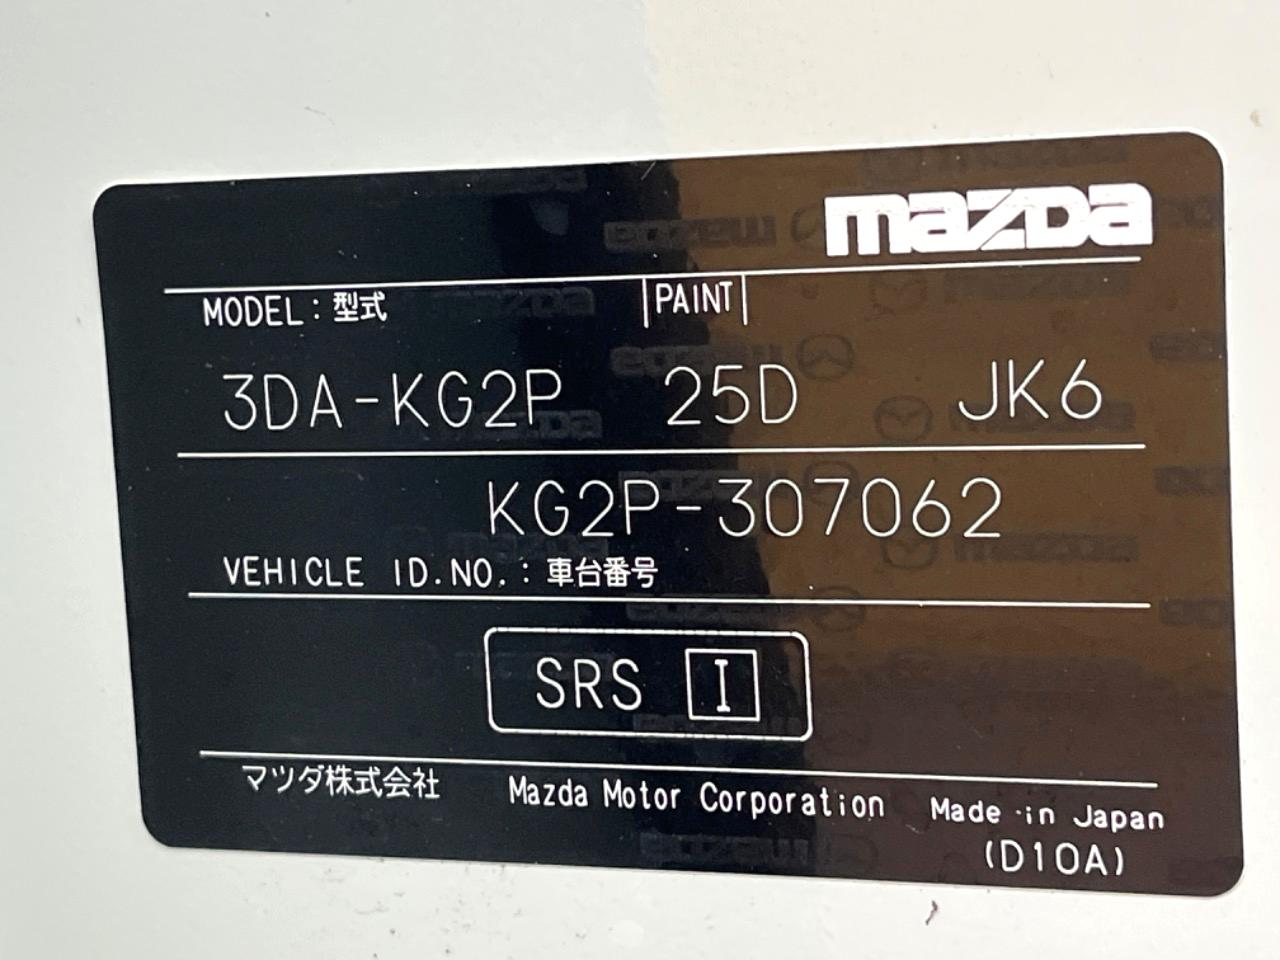 mazda
MODEL：型式 PAINT
3DA-KG2P 25D JK6
KG2P-307062
VEHICLE ID.NO.：車台番号
SRS I
マツダ株式会社 Mazda Motor Corporation Made in Japan
(D10A)